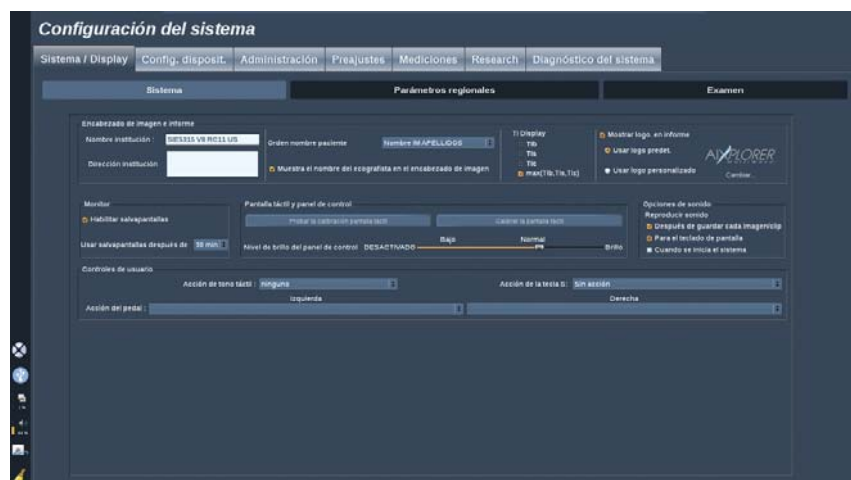 Configuración del sistema
Sistema / Display Config. disposit. Administración Preajustes Mediciones Research Diagnóstico del sistema
Sistema Parámetros regionales Examen
Encabezado de imagen e informe
Nombre institución : SIES315 V8 RC11 US
Dirección institución
Orden nombre paciente Nombre IM APELLIDOS
Muestra el nombre del ecografista en el encabezado de imagen
TI Display
TIb
TIs
TIc
max(TIb,TIs,TIc)
Mostrar logo. en informe
Usar logo predet.
Usar logo personalizado
AIXPLORER
MULTIWAVE
Cambiar...
Monitor
Habilitar salvapantallas
Usar salvapantallas después de 30 min.
Pantalla táctil y panel de control
Probar la calibración pantalla táctil Calibrar la pantalla táctil
Nivel de brillo del panel de control DESACTIVADO Bajo Normal Brillo
Opciones de sonido
Reproducir sonido
Después de guardar cada imagen/clip
Para el teclado de pantalla
Cuando se inicia el sistema
Controles de usuario
Acción de tono táctil : Ninguno Acción de la tecla S: Sin acción
Izquierda Derecha
Acción del pedal :